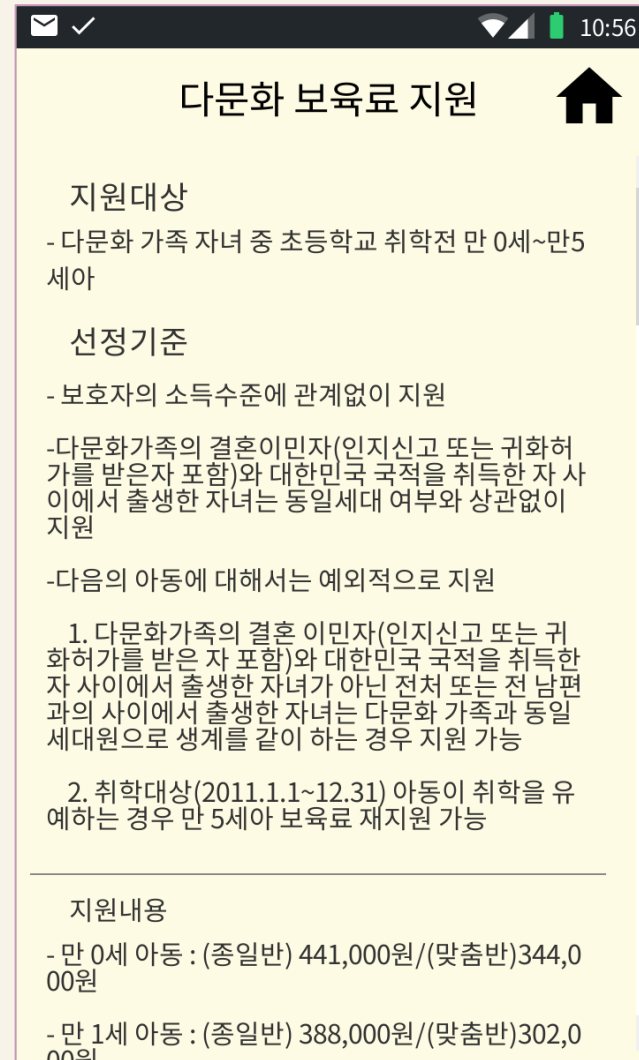 10:56
다문화 보육료 지원
지원대상
- 다문화 가족 자녀 중 초등학교 취학전 만 0세~만5
세아
선정기준
- 보호자의 소득수준에 관계없이 지원
-다문화가족의 결혼이민자(인지신고 또는 귀화허
가를 받은자 포함)와 대한민국 국적을 취득한 자 사
이에서 출생한 자녀는 동일세대 여부와 상관없이
지원
-다음의 아동에 대해서는 예외적으로 지원
1. 다문화가족의 결혼 이민자(인지신고 또는 귀
화허가를 받은 자 포함)와 대한민국 국적을 취득한
자 사이에서 출생한 자녀가 아닌 전처 또는 전 남편
과의 사이에서 출생한 자녀는 다문화 가족과 동일
세대원으로 생계를 같이 하는 경우 지원 가능
2. 취학대상(2011.1.1~12.31) 아동이 취학을 유
예하는 경우 만 5세아 보육료 재지원 가능
지원내용
- 만 0세 아동 : (종일반) 441,000원/(맞춤반)344,0
00원
- 만 1세 아동 : (종일반) 388,000원/(맞춤반)302,0
00원